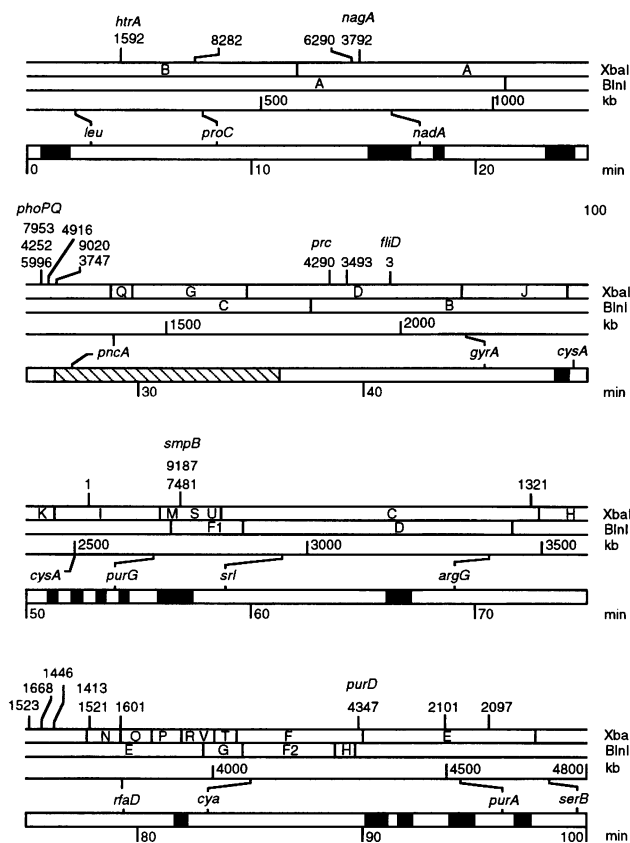 htrA nagA
1592 8282 6290 3792
B A XbaI
A BlnI
500 1000 kb
leu proC nadA
0 10 20 min
phoPQ 100
7953 4916 prc fliD
4252 9020 4290 3493 3
5996 3747
Q G D J XbaI
C B BlnI
1500 2000 kb
pncA gyrA cysA
30 40 min
smpB
9187
1 7481 1321
K I M S U C H XbaI
F1 D BlnI
2500 3000 3500 kb
cysA purG srl argG
50 60 70 min
1446 purD
1668 1413
1523 1521 1601 4347 2101 2097
N O P R V T F E Xba
E G F2 H BlnI
4000 4500 4800 kb
rfaD cya purA serB
80 90 100 min